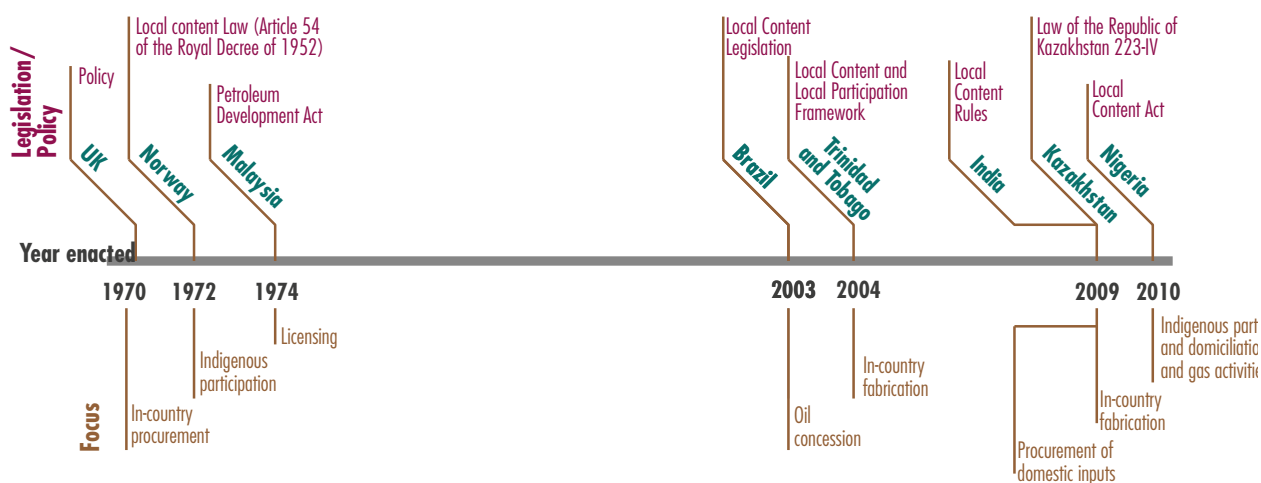 Legislation/
Policy
Policy
Local content Law (Article 54
of the Royal Decree of 1952)
Petroleum
Development Act
Local Content
Legislation
Local Content and
Local Participation
Framework
Local
Content
Rules
Law of the Republic of
Kazakhstan 223-IV
Local
Content Act
UK
Norway
Malaysia
Brazil
Trinidad
and Tobago
India
Kazakhstan
Nigeria
Year enacted
1970
1972
1974
2003
2004
2009
2010
Focus
In-country
procurement
Indigenous
participation
Licensing
Oil
concession
In-country
fabrication
Procurement of
domestic inputs
In-country
fabrication
Indigenous
and
and gas